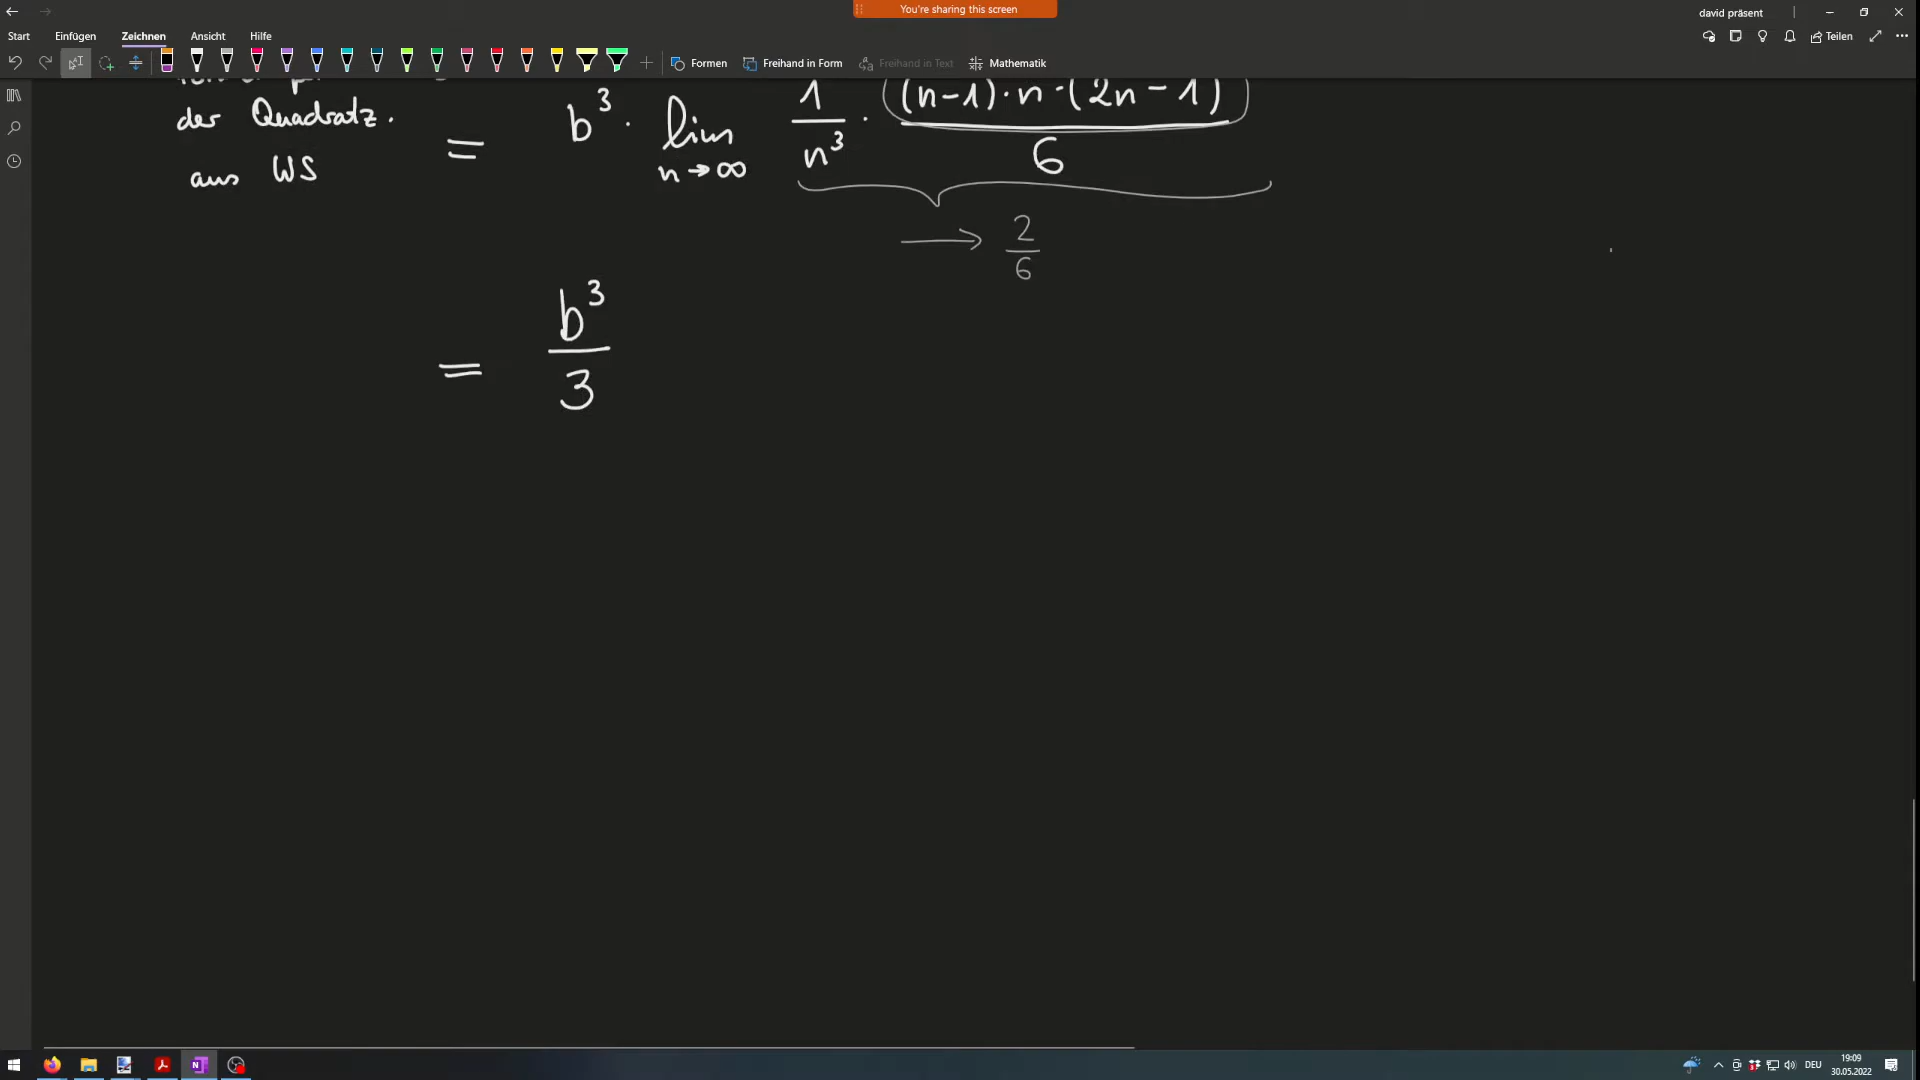 You're sharing this screen
david präsent
Start Einfügen Zeichnen Ansicht Hilfe
Teilen
Formen Freihand in Form Freihand in Text Mathematik
der Quadratz.
aus WS
= b³ · lim n→∞ 1/n³ · (n-1)·n·(2n-1)/6
→ 2/6
= b³/3
DEU
19:09
30.05.2022